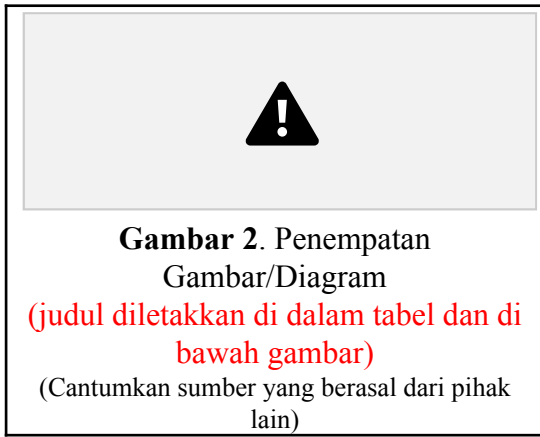 Gambar 2. Penempatan
Gambar/Diagram
(judul diletakkan di dalam tabel dan di
bawah gambar)
(Cantumkan sumber yang berasal dari pihak
lain)